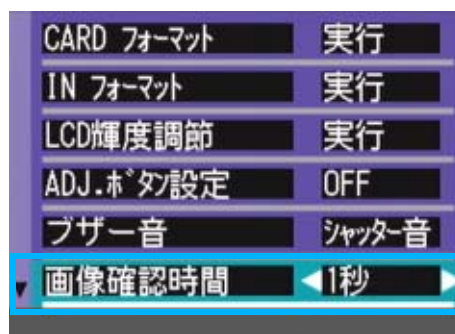 CARD フォーマット 実行
IN フォーマット 実行
LCD輝度調節 実行
ADJ.ボタン設定 OFF
ブザー音 シャッター音
画像確認時間 1秒